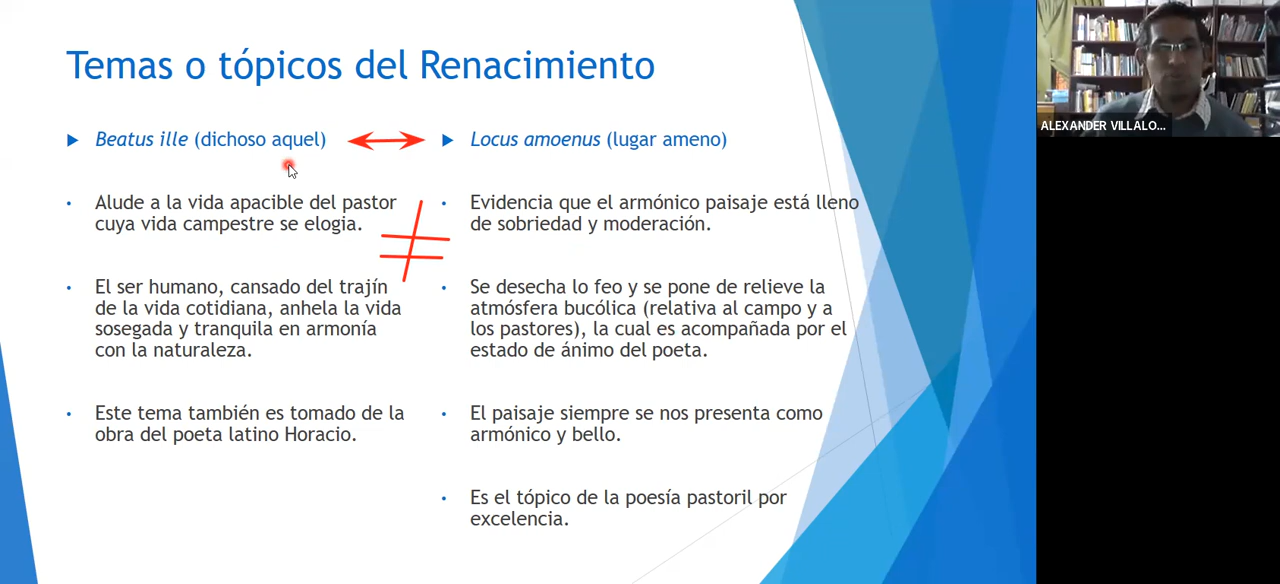 Temas o tópicos del Renacimiento
Beatus ille (dichoso aquel)
Alude a la vida apacible del pastor
cuya vida campestre se elogia.
El ser humano, cansado del trajín
de la vida cotidiana, anhela la vida
sosegada y tranquila en armonía
con la naturaleza.
Este tema también es tomado de la
obra del poeta latino Horacio.
Locus amoenus (lugar ameno)
Evidencia que el armónico paisaje está lleno
de sobriedad y moderación.
Se desecha lo feo y se pone de relieve la
atmósfera bucólica (relativa al campo y a
los pastores), la cual es acompañada por el
estado de ánimo del poeta.
El paisaje siempre se nos presenta como
armónico y bello.
Es el tópico de la poesía pastoril por
excelencia.
ALEXANDER VILLALO...